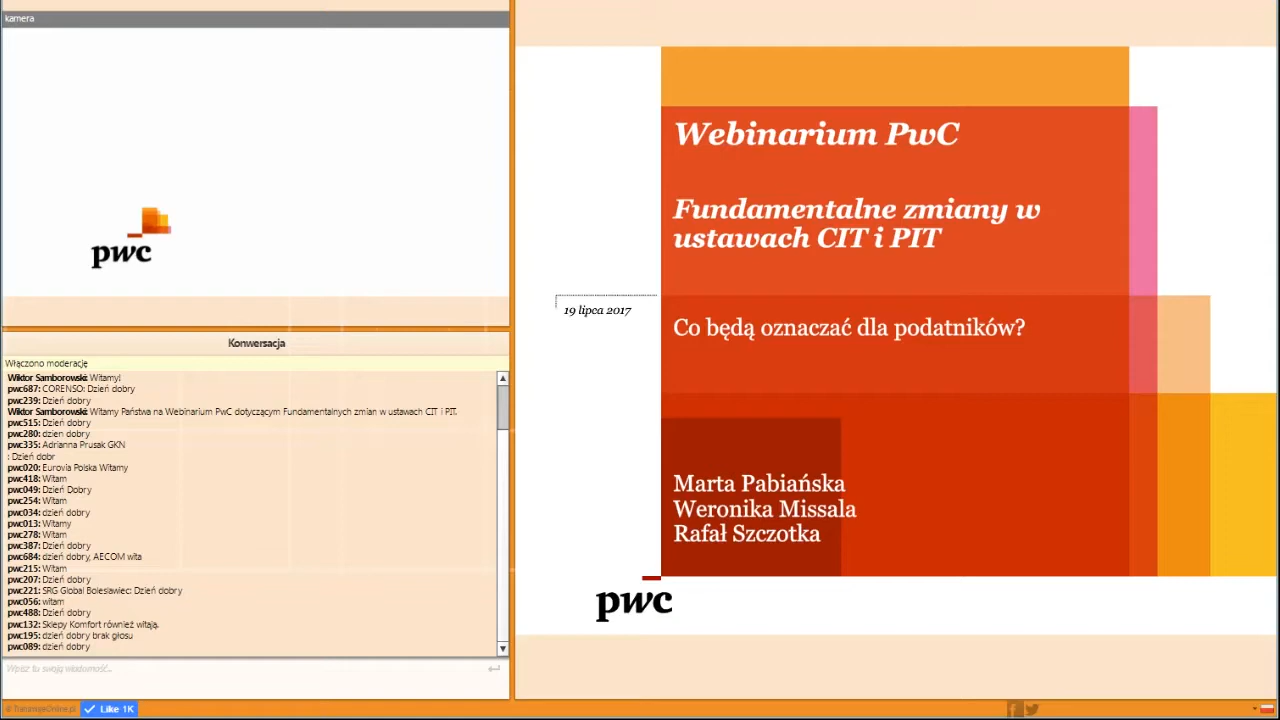 kamera
pwc
Konwersacja
Włączono moderację
Wiktor Samborowski: Witamy!
pwc687: CORENSO: Dzień dobry
pwc239: Dzień dobry
Wiktor Samborowski: Witamy Państwa na Webinarium PwC dotyczącym Fundamentalnych zmian w ustawach CIT i PIT.
pwc515: Dzień dobry
pwc280: dzien dobry
pwc335: Adrianna Prusak GKN
: Dzień dobr
pwc020: Eurovia Polska Witamy
pwc418: Witam
pwc049: Dzień Dobry
pwc254: Witam
pwc034: dzień dobry
pwc013: Witamy
pwc278: Witam
pwc387: Dzień dobry
pwc684: dzień dobry, AECOM wita
pwc215: Witam
pwc207: Dzień dobry
pwc221: SRG Global Bolesławiec: Dzień dobry
pwc056: witam
pwc488: Dzień dobry
pwc132: Sklepy Komfort również witają.
pwc195: dzień dobry brak głosu
pwc089: dzień dobry
Wpisz tu swoją wiadomość...
© TransmisjeOnline.pl
Like 1K
Webinarium PwC
Fundamentalne zmiany w
ustawach CIT i PIT
19 lipca 2017
Co będą oznaczać dla podatników?
Marta Pabiańska
Weronika Missala
Rafał Szczotka
pwc